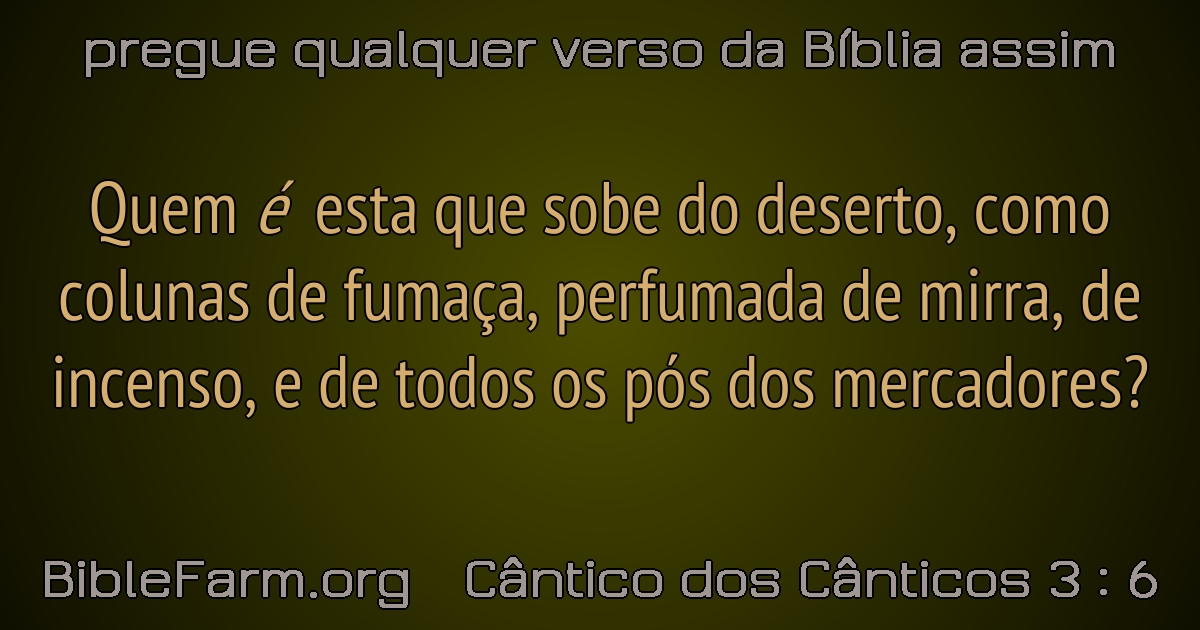 pregue qualquer verso da Bíblia assim
Quem é esta que sobe do deserto, como
colunas de fumaça, perfumada de mirra, de
incenso, e de todos os pós dos mercadores?
BibleFarm.org Cântico dos Cânticos 3 : 6